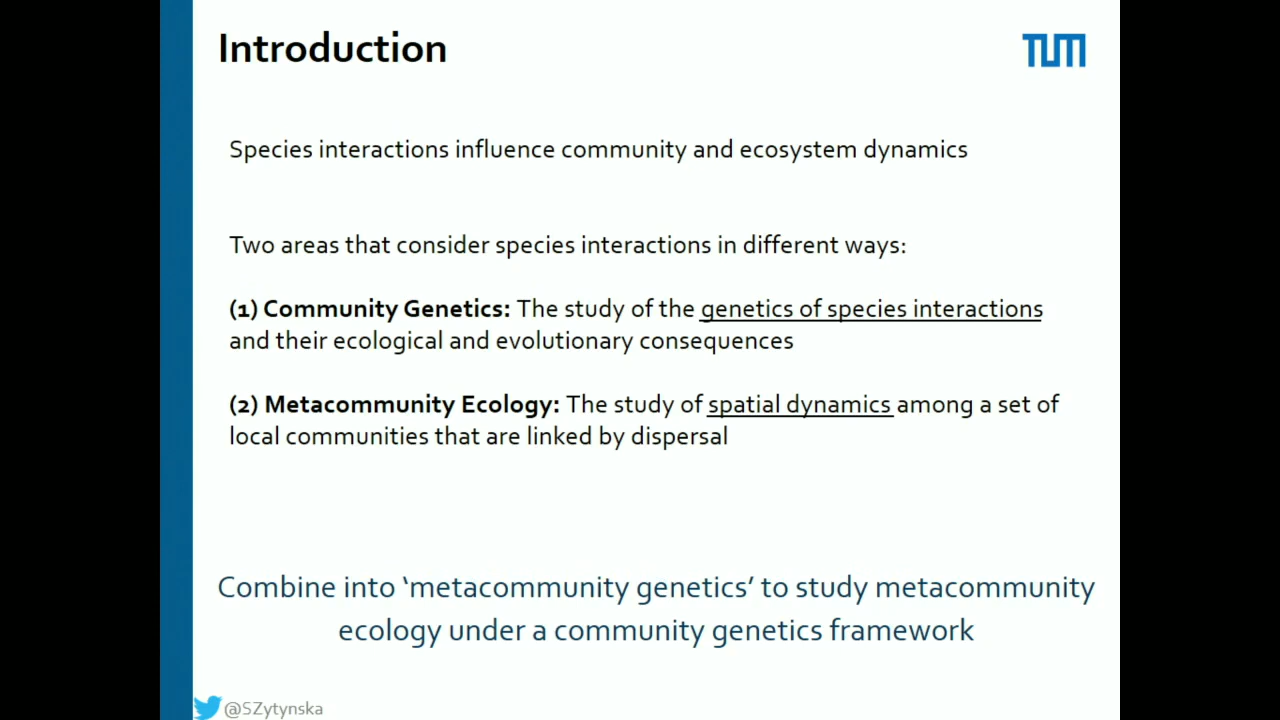 Introduction
TUM
Species interactions influence community and ecosystem dynamics
Two areas that consider species interactions in different ways:
(1) Community Genetics: The study of the genetics of species interactions
and their ecological and evolutionary consequences
(2) Metacommunity Ecology: The study of spatial dynamics among a set of
local communities that are linked by dispersal
Combine into ‘metacommunity genetics’ to study metacommunity
ecology under a community genetics framework
@SZytynska